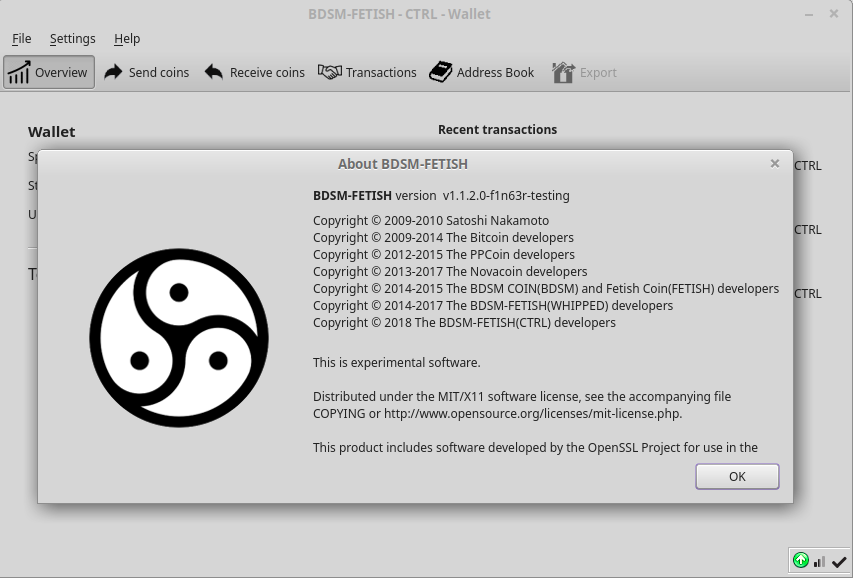 BDSM-FETISH - CTRL - Wallet
File Settings Help
Overview Send coins Receive coins Transactions Address Book Export
Wallet
Recent transactions
CTRL
CTRL
CTRL
About BDSM-FETISH
BDSM-FETISH version v1.1.2.0-f1n63r-testing
Copyright © 2009-2010 Satoshi Nakamoto
Copyright © 2009-2014 The Bitcoin developers
Copyright © 2012-2015 The PPCoin developers
Copyright © 2013-2017 The Novacoin developers
Copyright © 2014-2015 The BDSM COIN(BDSM) and Fetish Coin(FETISH) developers
Copyright © 2014-2017 The BDSM-FETISH(WHIPPED) developers
Copyright © 2018 The BDSM-FETISH(CTRL) developers
This is experimental software.
Distributed under the MIT/X11 software license, see the accompanying file
COPYING or http://www.opensource.org/licenses/mit-license.php.
This product includes software developed by the OpenSSL Project for use in the
OK